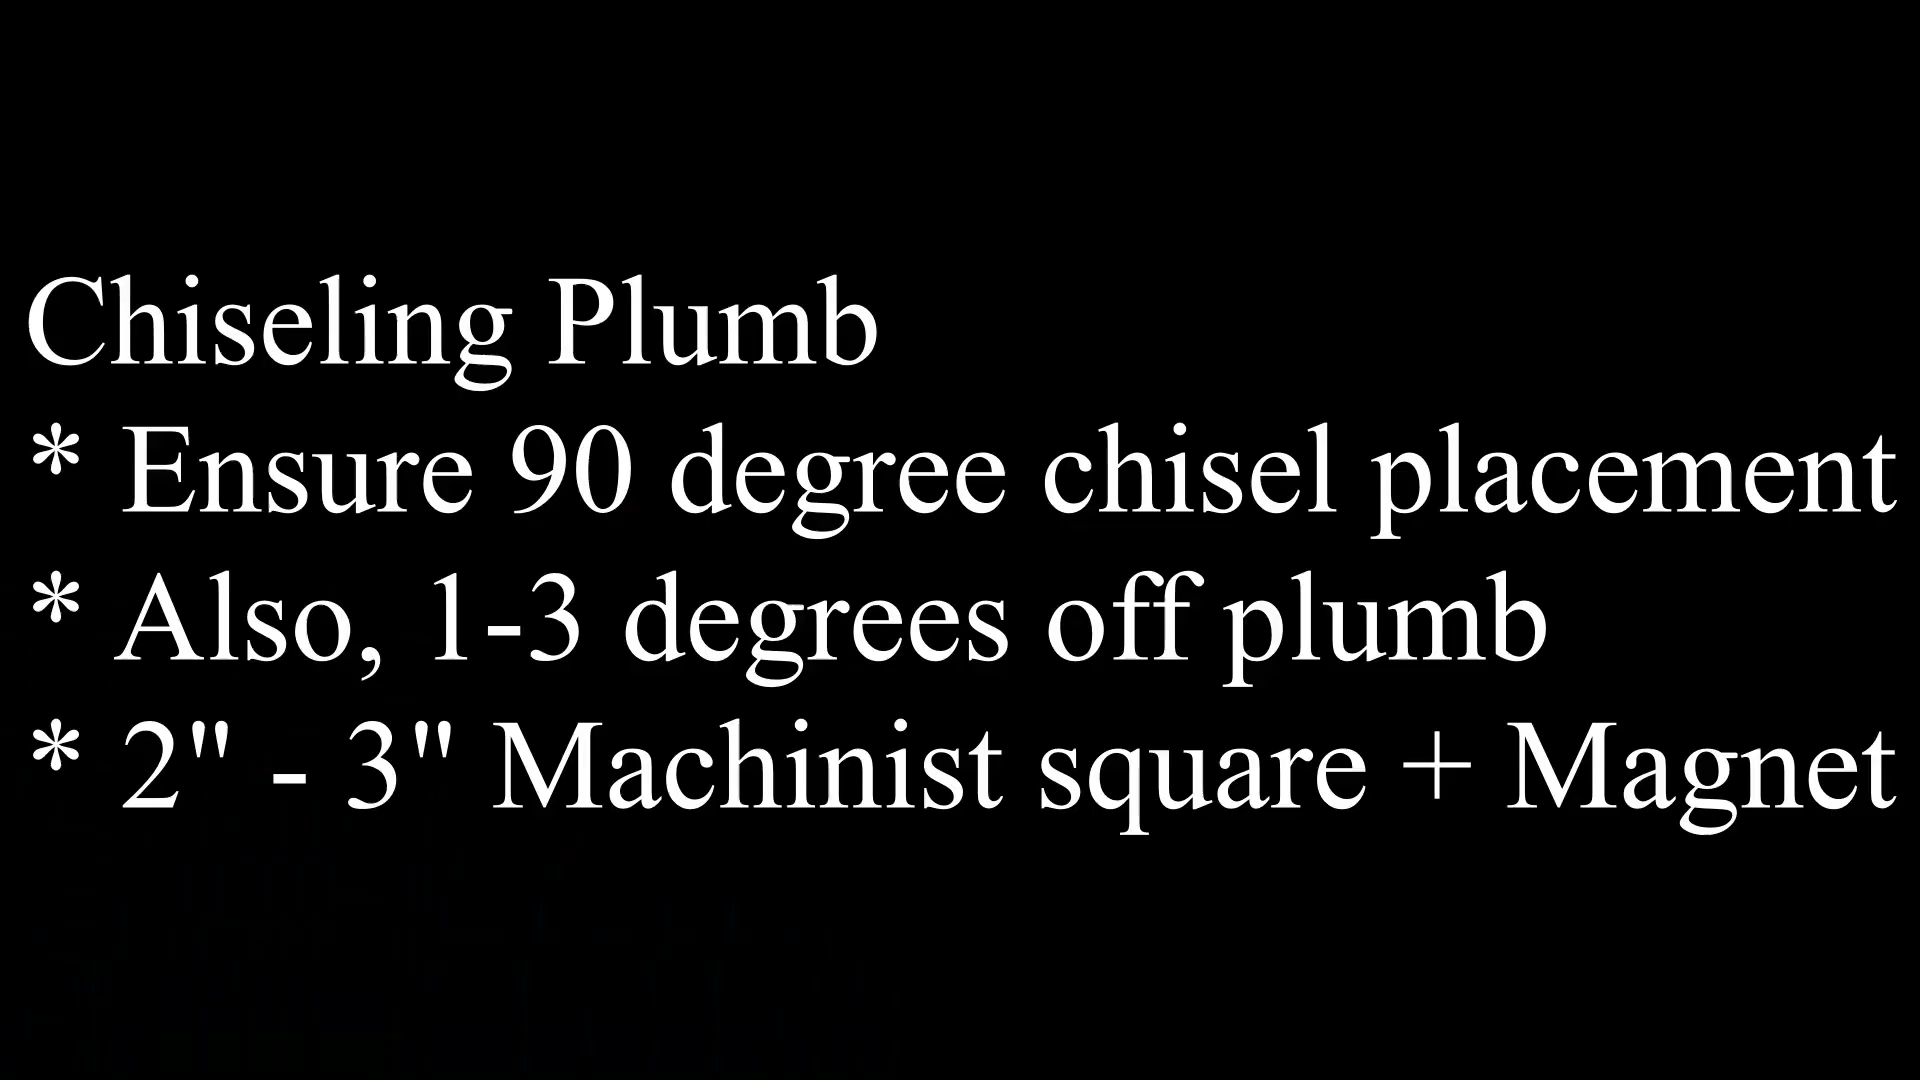 Chiseling Plumb
* Ensure 90 degree chisel placement
* Also, 1-3 degrees off plumb
* 2" - 3" Machinist square + Magnet